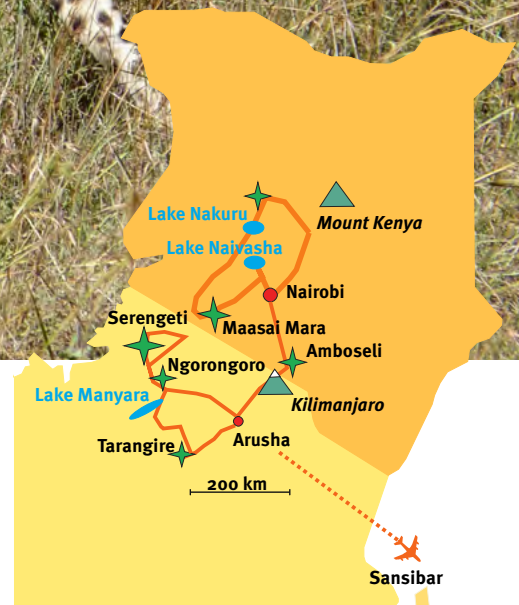 Lake Nakuru
Mount Kenya
Lake Naivasha
Nairobi
Serengeti
Maasai Mara
Amboseli
Ngorongoro
Lake Manyara
Kilimanjaro
Arusha
Tarangire
200 km
Sansibar